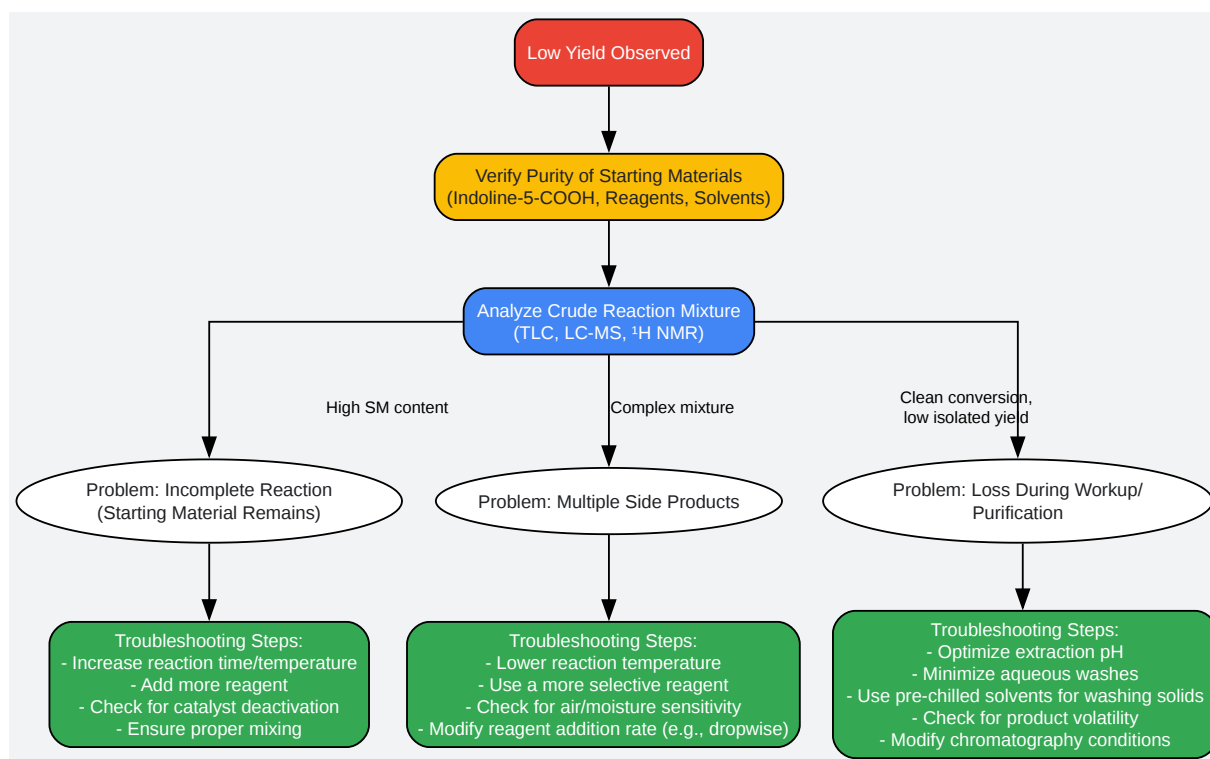 Low Yield Observed
Verify Purity of Starting Materials
(Indoline-5-COOH, Reagents, Solvents)
Analyze Crude Reaction Mixture
(TLC, LC-MS, ¹H NMR)
High SM content
Complex mixture
Clean conversion,
low isolated yield
Problem: Incomplete Reaction
(Starting Material Remains)
Problem: Multiple Side Products
Problem: Loss During Workup/
Purification
Troubleshooting Steps:
- Increase reaction time/temperature
- Add more reagent
- Check for catalyst deactivation
- Ensure proper mixing
Troubleshooting Steps:
- Lower reaction temperature
- Use a more selective reagent
- Check for air/moisture sensitivity
- Modify reagent addition rate (e.g., dropwise)
Troubleshooting Steps:
- Optimize extraction pH
- Minimize aqueous washes
- Use pre-chilled solvents for washing solids
- Check for product volatility
- Modify chromatography conditions